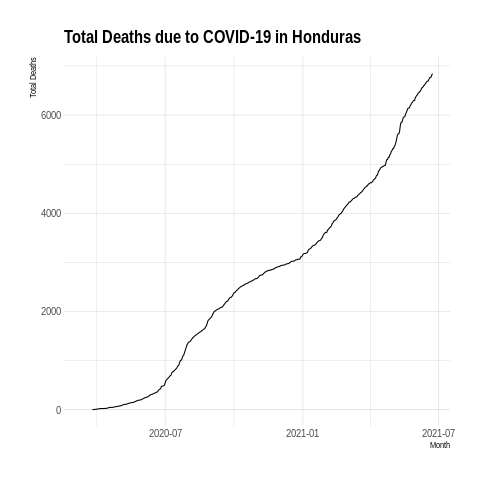 Total Deaths due to COVID-19 in Honduras
Total Deaths
6000
4000
2000
0
2020-07
2021-01
2021-07
Month